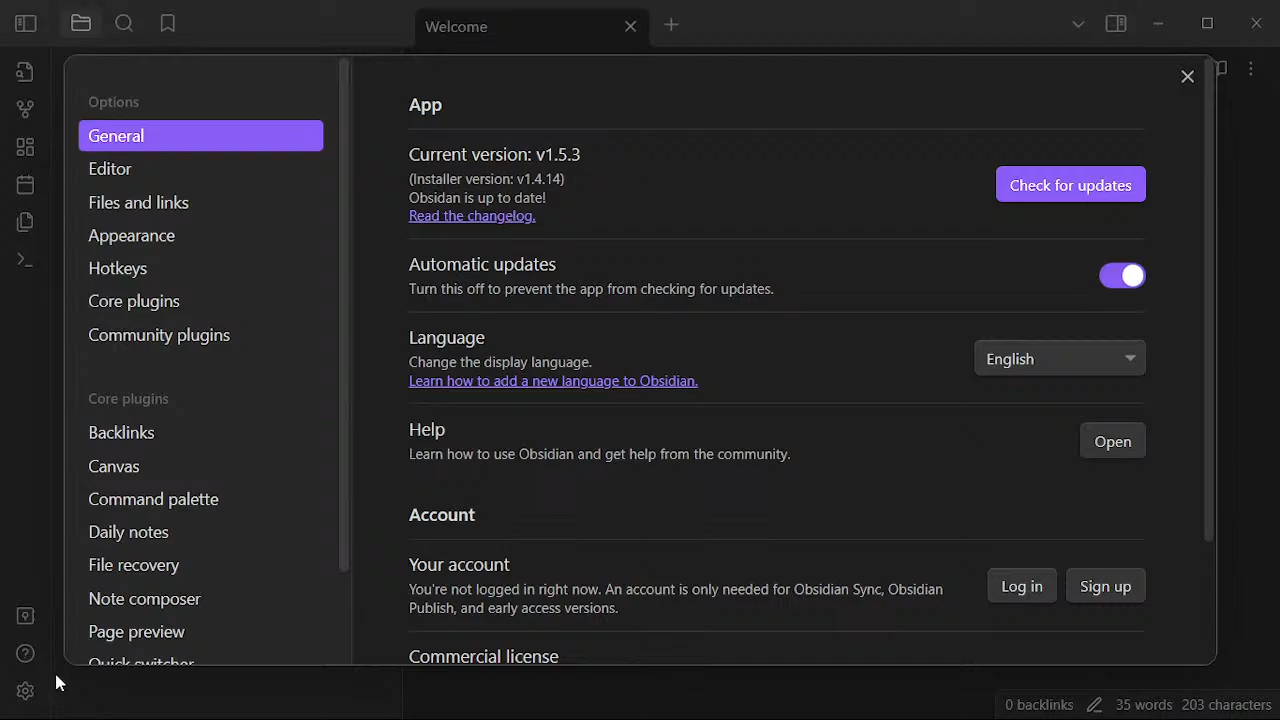 Welcome
Options
General
Editor
Files and links
Appearance
Hotkeys
Core plugins
Community plugins
Core plugins
Backlinks
Canvas
Command palette
Daily notes
File recovery
Note composer
Page preview
Quick switcher
App
Current version: v1.5.3
(Installer version: v1.4.14)
Obsidan is up to date!
Read the changelog.
Check for updates
Automatic updates
Turn this off to prevent the app from checking for updates.
Language
Change the display language.
Learn how to add a new language to Obsidian.
English
Help
Learn how to use Obsidian and get help from the community.
Open
Account
Your account
You're not logged in right now. An account is only needed for Obsidian Sync, Obsidian
Publish, and early access versions.
Log in
Sign up
Commercial license
0 backlinks
35 words
203 characters